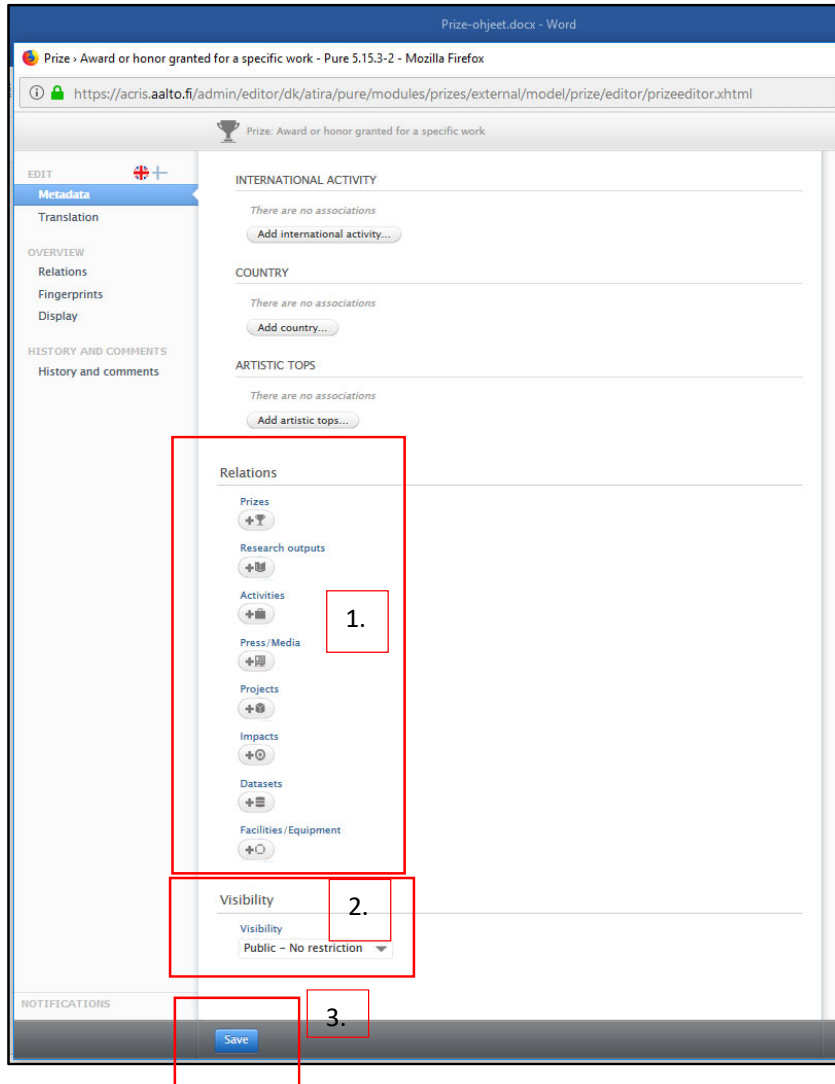 Prize-ohjeet.docx - Word
Prize › Award or honor granted for a specific work - Pure 5.15.3-2 - Mozilla Firefox
https://acris.aalto.fi/admin/editor/dk/atira/pure/modules/prizes/external/model/prize/editor/prizeeditor.xhtml
Prize: Award or honor granted for a specific work
EDIT
Metadata
Translation
OVERVIEW
Relations
Fingerprints
Display
HISTORY AND COMMENTS
History and comments
INTERNATIONAL ACTIVITY
There are no associations
Add international activity...
COUNTRY
There are no associations
Add country...
ARTISTIC TOPS
There are no associations
Add artistic tops...
Relations
Prizes
Research outputs
Activities
1.
Press/Media
Projects
Impacts
Datasets
Facilities/Equipment
Visibility
2.
Visibility
Public - No restriction
NOTIFICATIONS
3.
Save